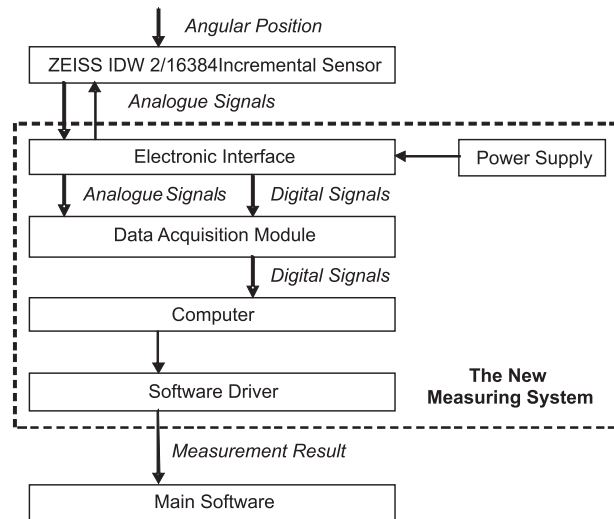 Angular Position
ZEISS IDW 2/16384Incremental Sensor
Analogue Signals
Electronic Interface
Power Supply
Analogue Signals
Digital Signals
Data Acquisition Module
Digital Signals
Computer
Software Driver
The New
Measuring System
Measurement Result
Main Software